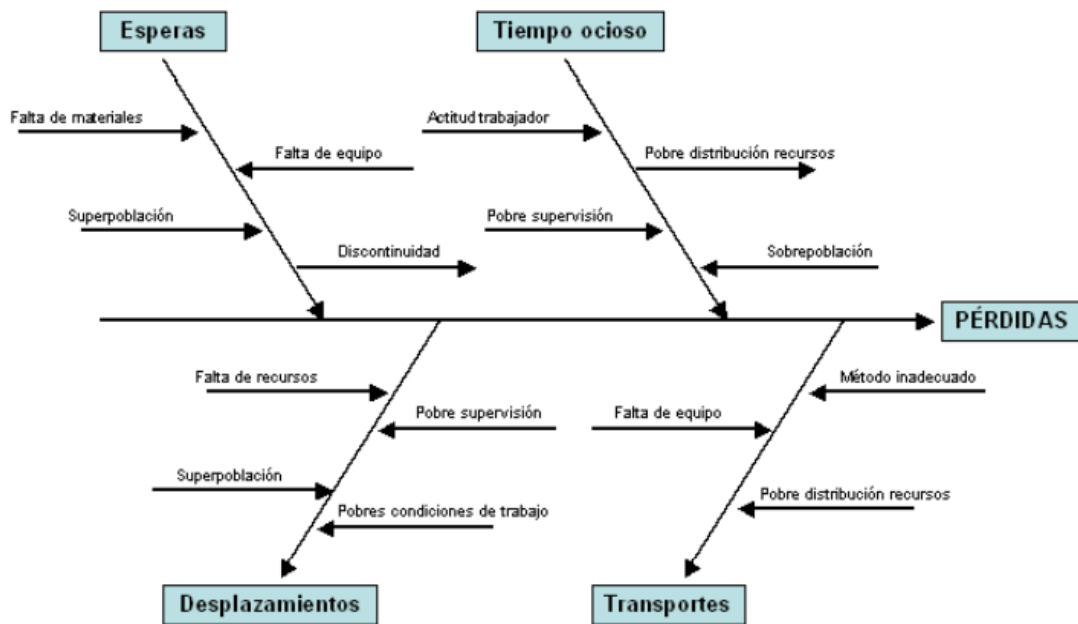 Esperas
Tiempo ocioso
Falta de materiales
Actitud trabajador
Falta de equipo
Pobre distribución recursos
Superpoblación
Pobre supervisión
Discontinuidad
Sobrepoblación
PÉRDIDAS
Falta de recursos
Método inadecuado
Pobre supervisión
Falta de equipo
Superpoblación
Pobre distribución recursos
Pobres condiciones de trabajo
Desplazamientos
Transportes